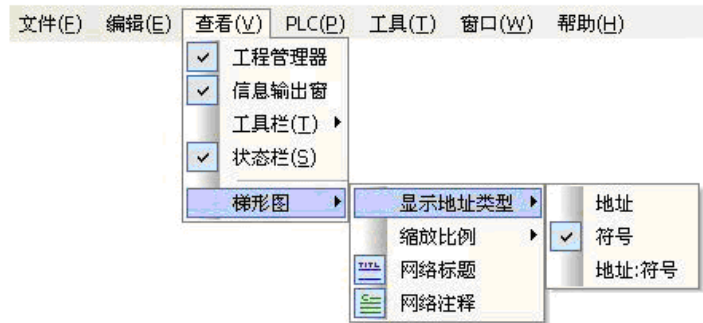 文件(F) 编辑(E) 查看(V) PLC(P) 工具(T) 窗口(W) 帮助(H)
工程管理器
信息输出窗
工具栏(T)
状态栏(S)
梯形图 显示地址类型 地址
缩放比例 符号
TITL 网络标题 地址:符号
网络注释